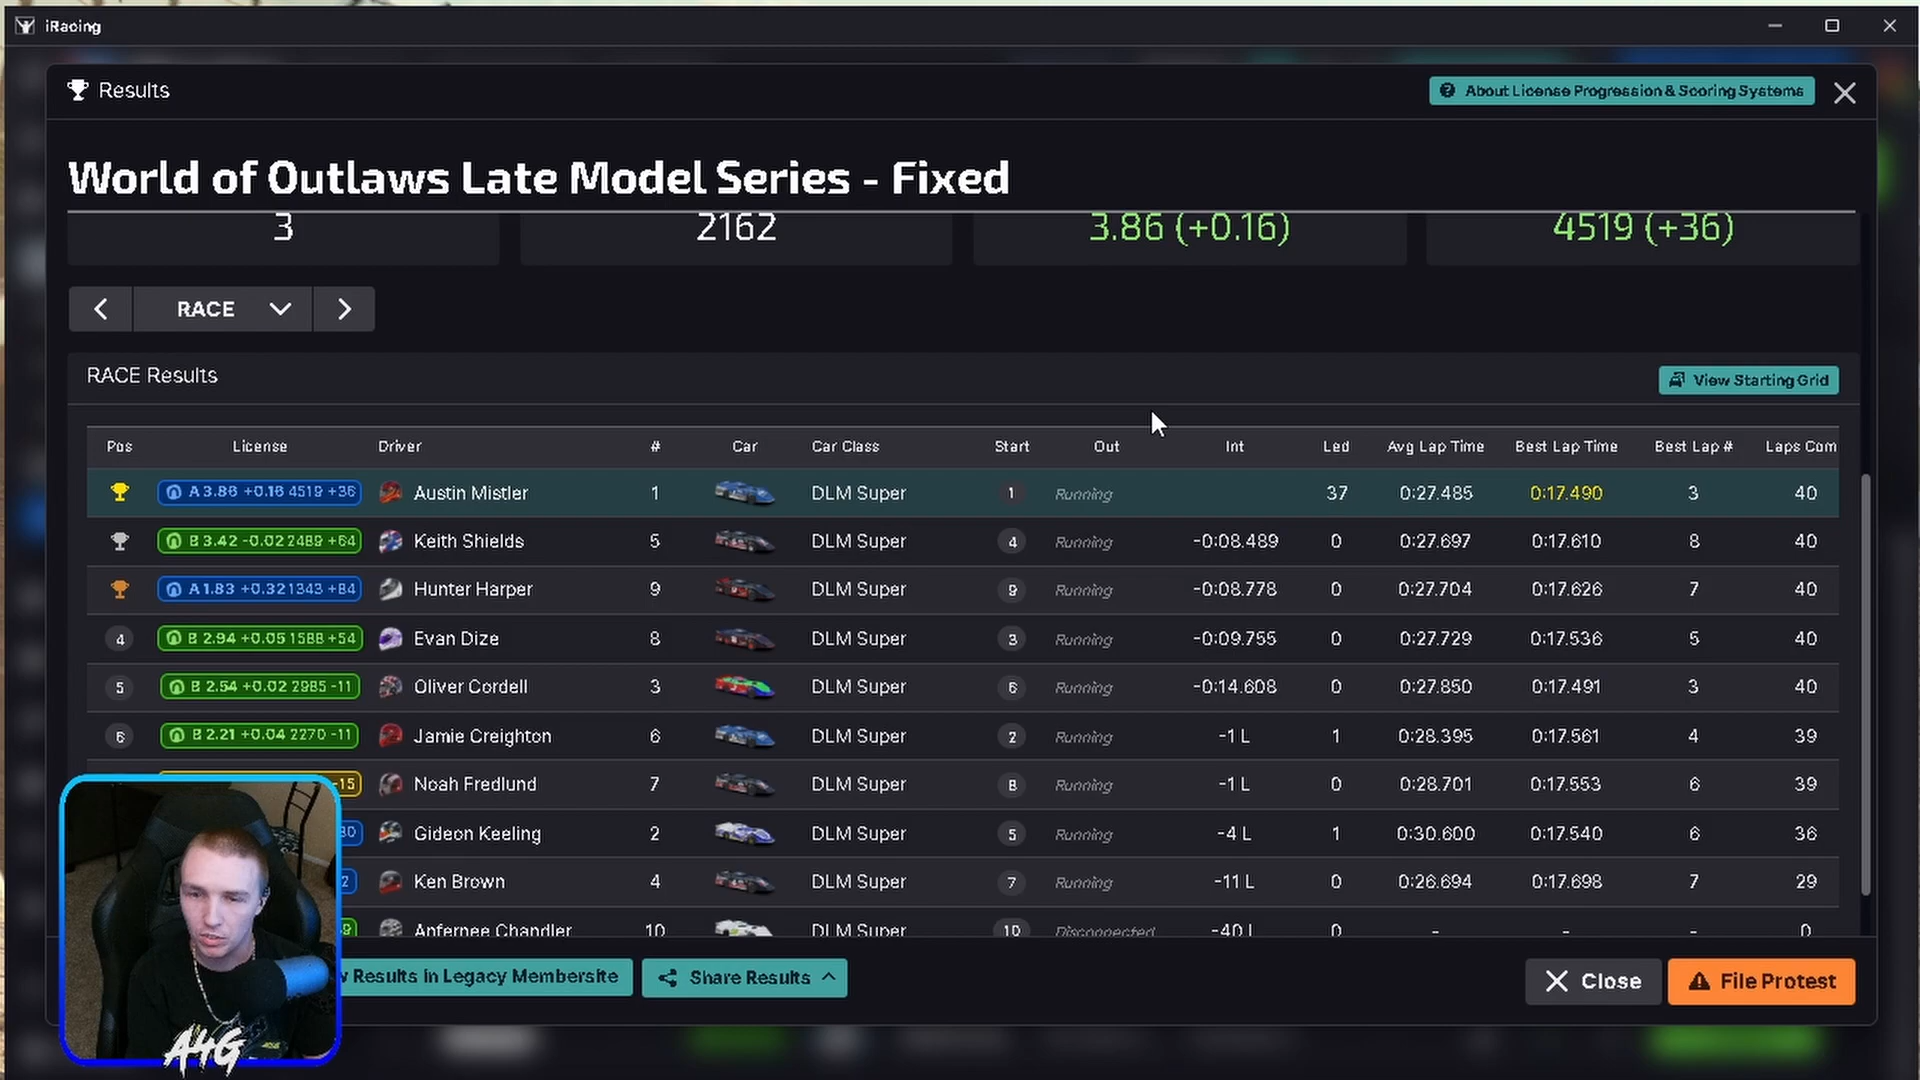 iRacing
Results
About License Progression & Scoring Systems
World of Outlaws Late Model Series - Fixed
3 2162 3.86 (+0.16) 4519 (+36)
RACE
RACE Results
View Starting Grid
Pos License Driver # Car Car Class Start Out Int Led Avg Lap Time Best Lap Time Best Lap # Laps Com
A 3.86 +0.16 4519 +36 Austin Mistler 1 DLM Super 1 Running 37 0:27.485 0:17.490 3 40
B 3.42 -0.02 2489 +64 Keith Shields 5 DLM Super 4 Running -0:08.489 0 0:27.697 0:17.610 8 40
A 1.83 +0.32 1343 +84 Hunter Harper 9 DLM Super 9 Running -0:08.778 0 0:27.704 0:17.626 7 40
4 B 2.94 +0.05 1588 +54 Evan Dize 8 DLM Super 3 Running -0:09.755 0 0:27.729 0:17.536 5 40
5 B 2.54 +0.02 2985 -11 Oliver Cordell 3 DLM Super 6 Running -0:14.608 0 0:27.850 0:17.491 3 40
6 B 2.21 +0.04 2270 -11 Jamie Creighton 6 DLM Super 2 Running -1 L 1 0:28.395 0:17.561 4 39
-15 Noah Fredlund 7 DLM Super 8 Running -1 L 0 0:28.701 0:17.553 6 39
30 Gideon Keeling 2 DLM Super 5 Running -4 L 1 0:30.600 0:17.540 6 36
2 Ken Brown 4 DLM Super 7 Running -11 L 0 0:26.694 0:17.698 7 29
Anfernee Chandler 10 DLM Super 10 Disconnected -40 L 0 - - - 0
Results in Legacy Membersite
Share Results
Close
File Protest
A4G